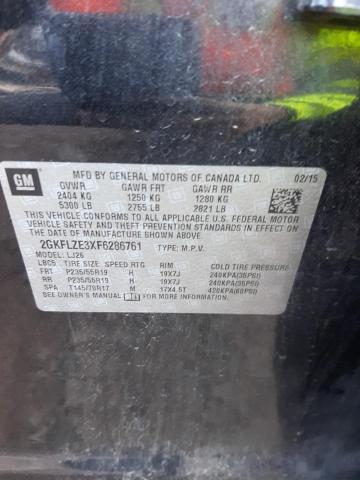 GM
MFD BY GENERAL MOTORS OF CANADA LTD. 02/15
GVWR GAWR FRT GAWR RR
2404 KG 1250 KG 1280 KG
5300 LB 2755 LB 2821 LB
THIS VEHICLE CONFORMS TO ALL APPLICABLE U.S. FEDERAL MOTOR
VEHICLE SAFETY AND THEFT PREVENTION STANDARDS IN EFFECT ON
THE DATE OF MANUFACTURE SHOWN ABOVE.
2GKFLZE3XF6286761 TYPE: M.P.V.
MODEL: LJ26
TIRE SIZE SPEED RTG RIM COLD TIRE PRESSURE
FRT P235/55R19 H 19X7J 240KPA(35PSI)
RR P235/55R19 H 19X7J 240KPA(35PSI)
SPA T145/70R17 M 17X4.5T 420KPA(60PSI)
SEE OWNER'S MANUAL FOR ADDITIONAL INFORMATION.